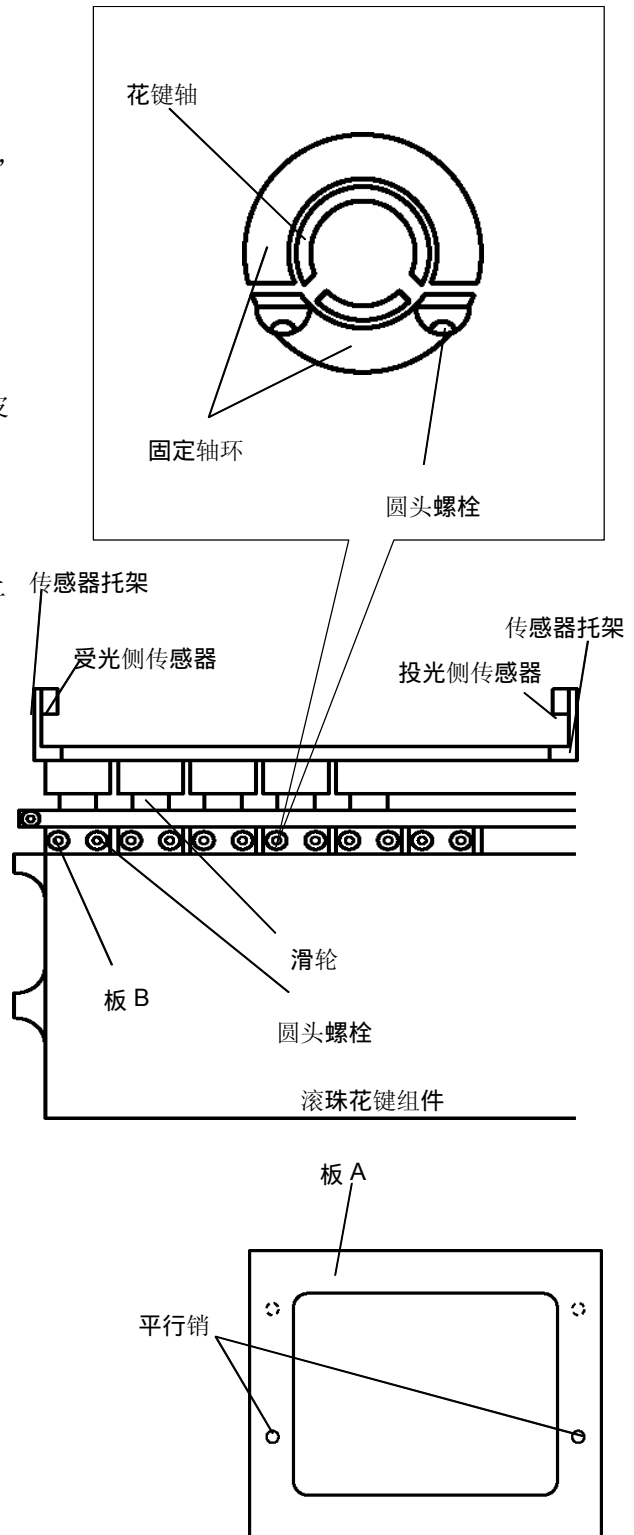 花键轴
，
固定轴环
圆头螺栓
传感器托架
传感器托架
受光侧传感器
投光侧传感器
滑轮
板 B
圆头螺栓
滚珠花键组件
板 A
平行销